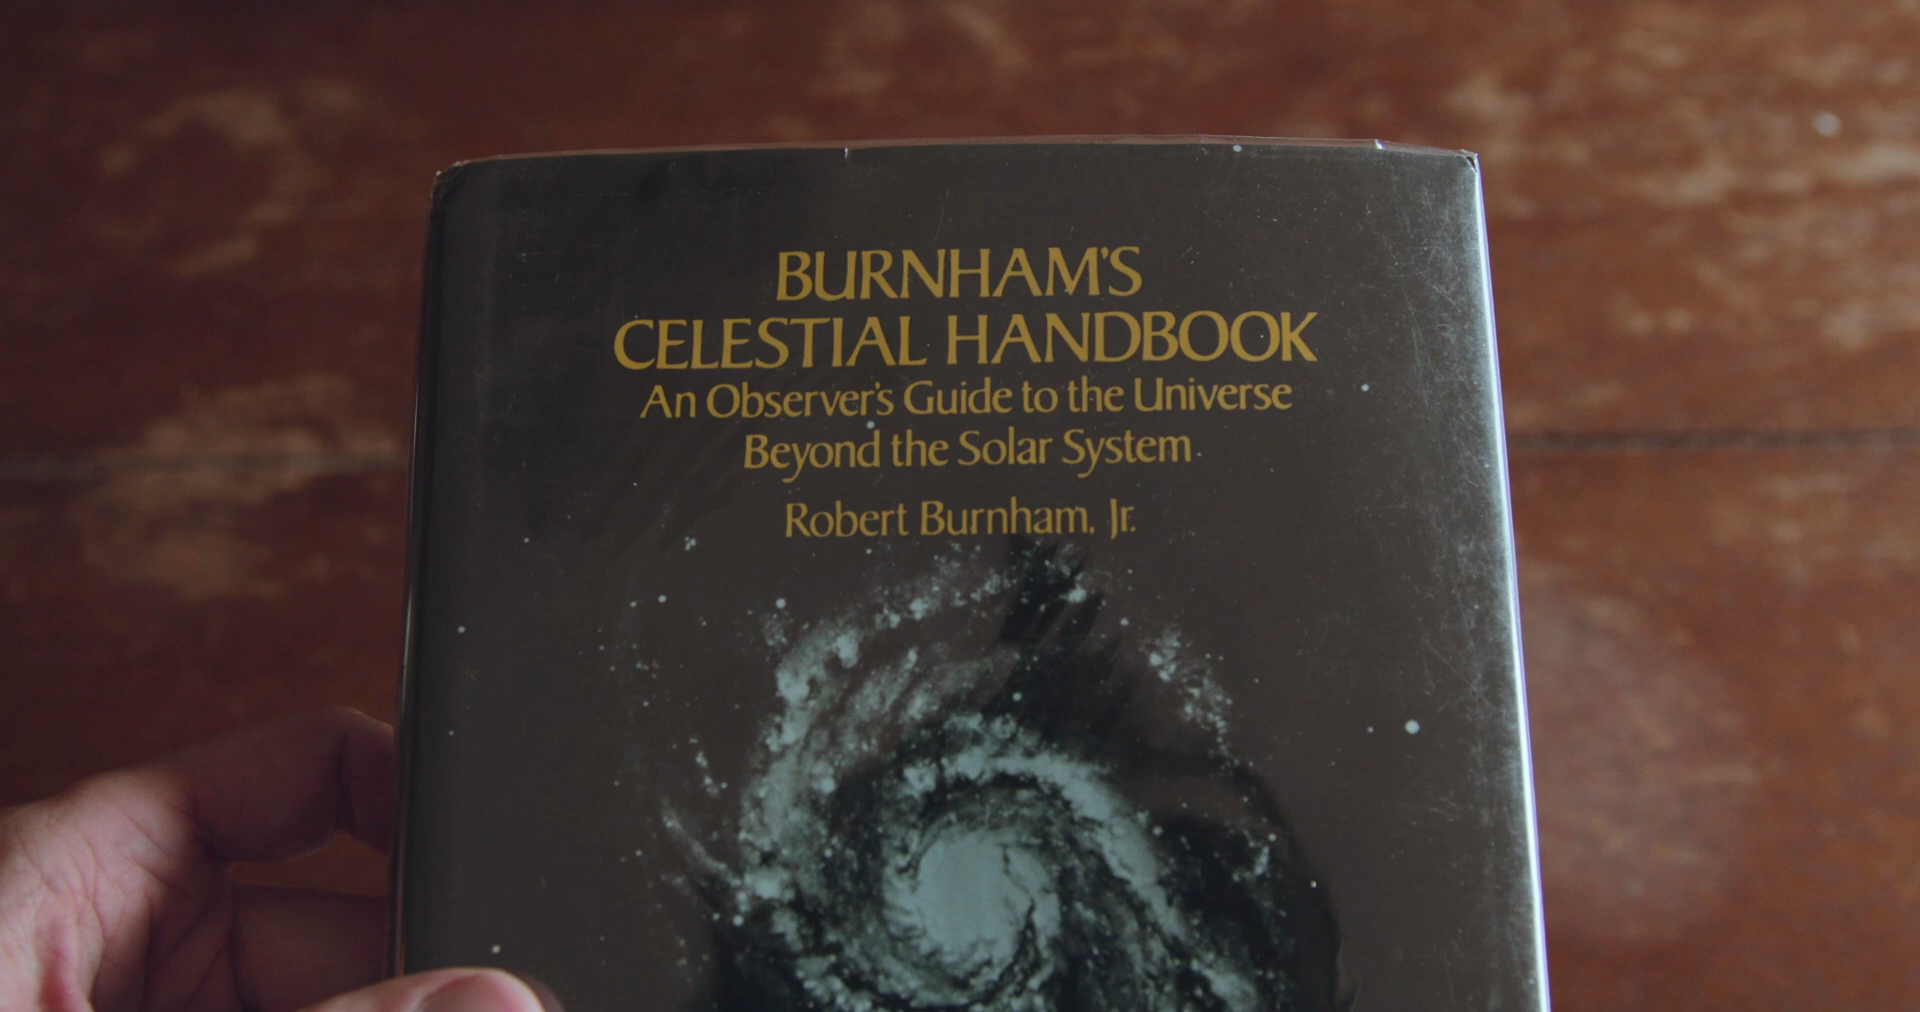 BURNHAM'S
CELESTIAL HANDBOOK
An Observer's Guide to the Universe
Beyond the Solar System
Robert Burnham, Jr.